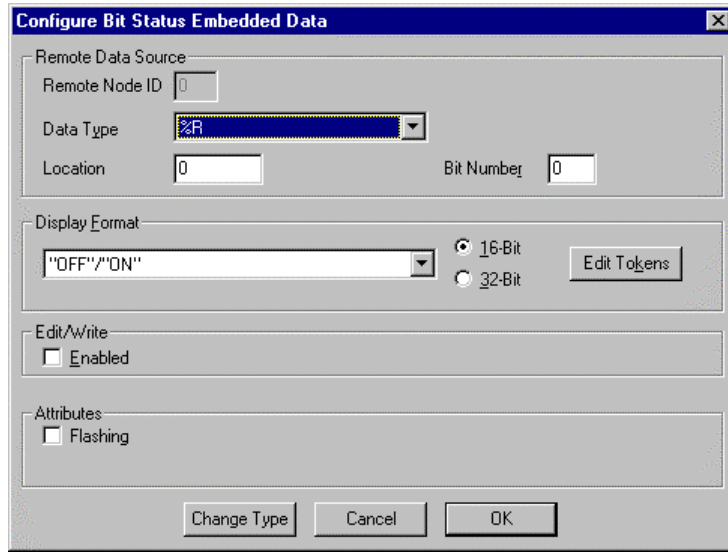 Configure Bit Status Embedded Data
Remote Data Source
Remote Node ID 0
Data Type %R
Location 0 Bit Number 0
Display Format
"OFF"/"ON" 16-Bit
32-Bit
Edit Tokens
Edit/Write
Enabled
Attributes
Flashing
Change Type Cancel OK